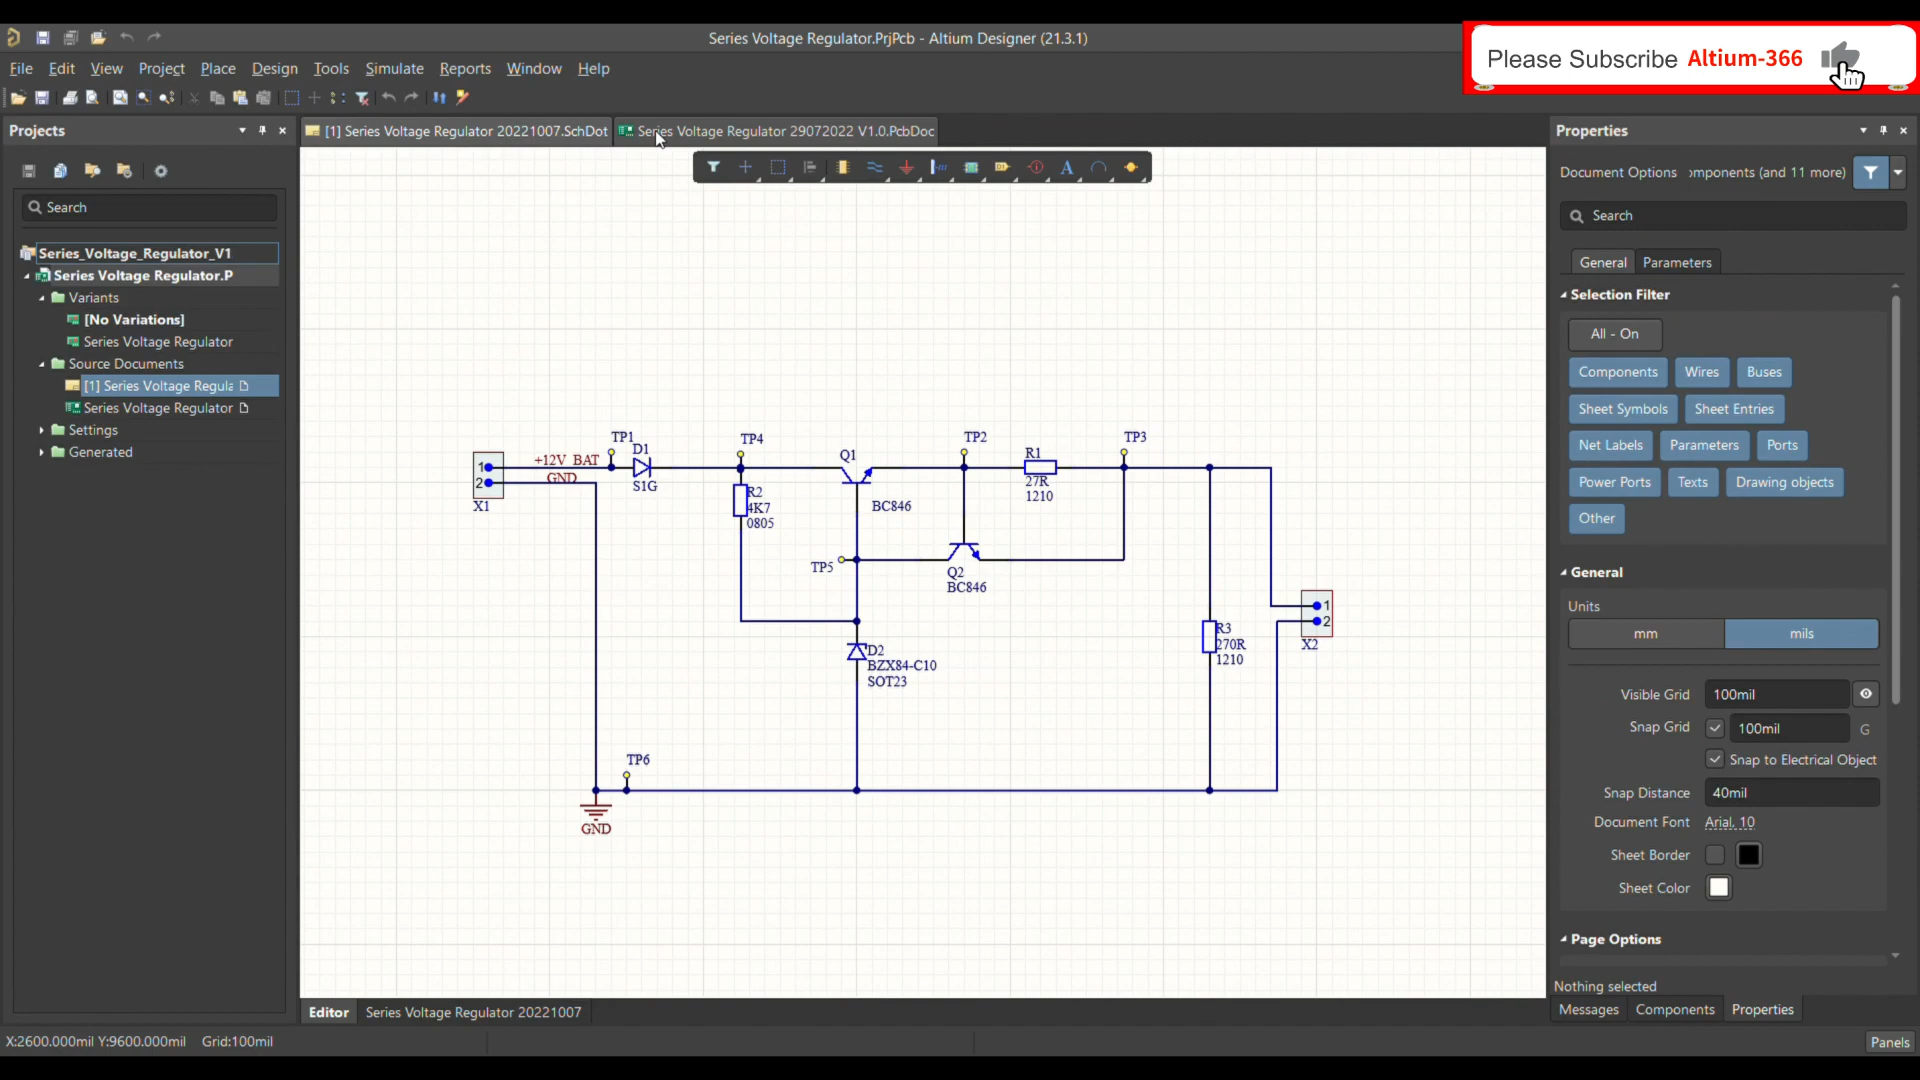 Series Voltage Regulator.PrjPcb - Altium Designer (21.3.1)
Please Subscribe Altium-366
File Edit View Project Place Design Tools Simulate Reports Window Help
Projects
[1] Series Voltage Regulator 20221007.SchDot
Series Voltage Regulator 29072022 V1.0.PcbDoc
Properties
Document Options
omponents (and 11 more)
Search
Search
Series_Voltage_Regulator_V1
Series Voltage Regulator.P
Variants
[No Variations]
Series Voltage Regulator
Source Documents
[1] Series Voltage Regula
Series Voltage Regulator
Settings
Generated
TP1
D1
S1G
+12V BAT
GND
1
2
X1
TP4
R2
4K7
0805
Q1
BC846
TP2
R1
27R
1210
TP3
TP5
Q2
BC846
D2
BZX84-C10
SOT23
R3
270R
1210
1
2
X2
TP6
GND
General Parameters
Selection Filter
All - On
Components Wires Buses
Sheet Symbols Sheet Entries
Net Labels Parameters Ports
Power Ports Texts Drawing objects
Other
General
Units
mm mils
Visible Grid 100mil
Snap Grid 100mil G
Snap to Electrical Object
Snap Distance 40mil
Document Font Arial, 10
Sheet Border
Sheet Color
Page Options
Nothing selected
Messages Components Properties
Editor Series Voltage Regulator 20221007
X:2600.000mil Y:9600.000mil Grid:100mil
Panels